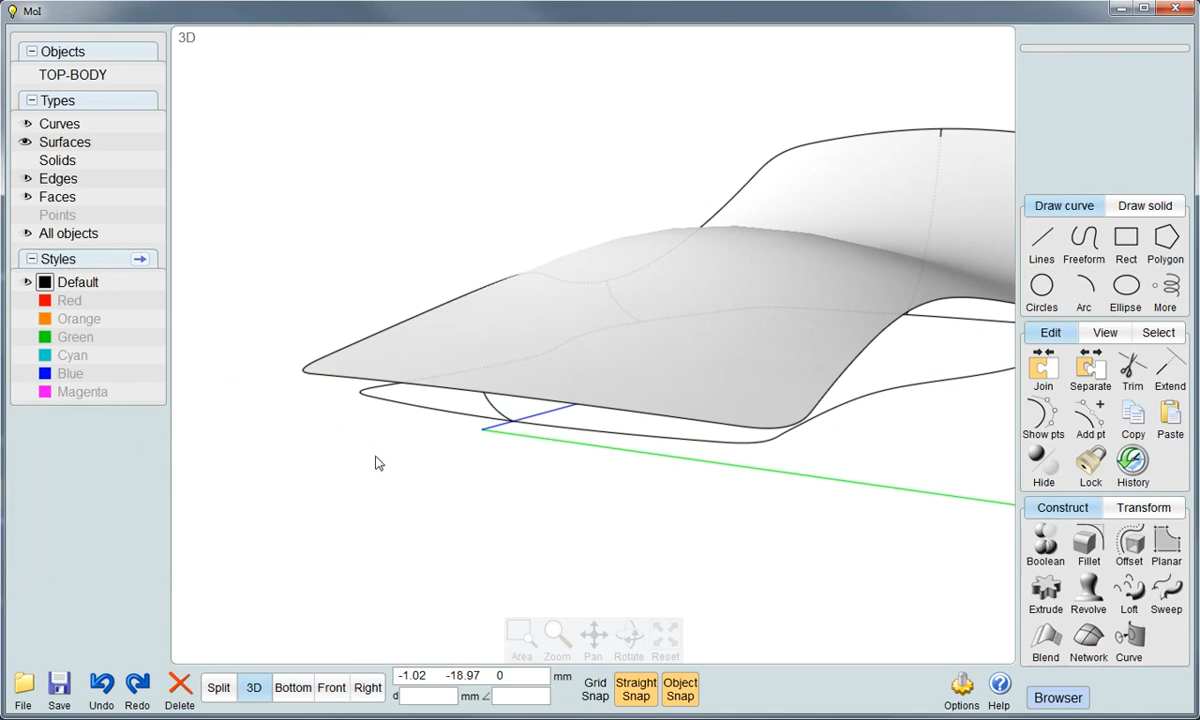 MoI
Objects
TOP-BODY
Types
Curves
Surfaces
Solids
Edges
Faces
Points
All objects
Styles
Default
Red
Orange
Green
Cyan
Blue
Magenta
3D
Draw curve Draw solid
Lines Freeform Rect Polygon
Circles Arc Ellipse More
Edit View Select
Join Separate Trim Extend
Show pts Add pt Copy Paste
Hide Lock History
Construct Transform
Boolean Fillet Offset Planar
Extrude Revolve Loft Sweep
Blend Network Curve
Area Zoom Pan Rotate Reset
File Save Undo Redo Delete
Split 3D Bottom Front Right
-1.02 -18.97 0 mm
d mm ∠
Grid Snap
Straight Snap
Object Snap
Options Help
Browser